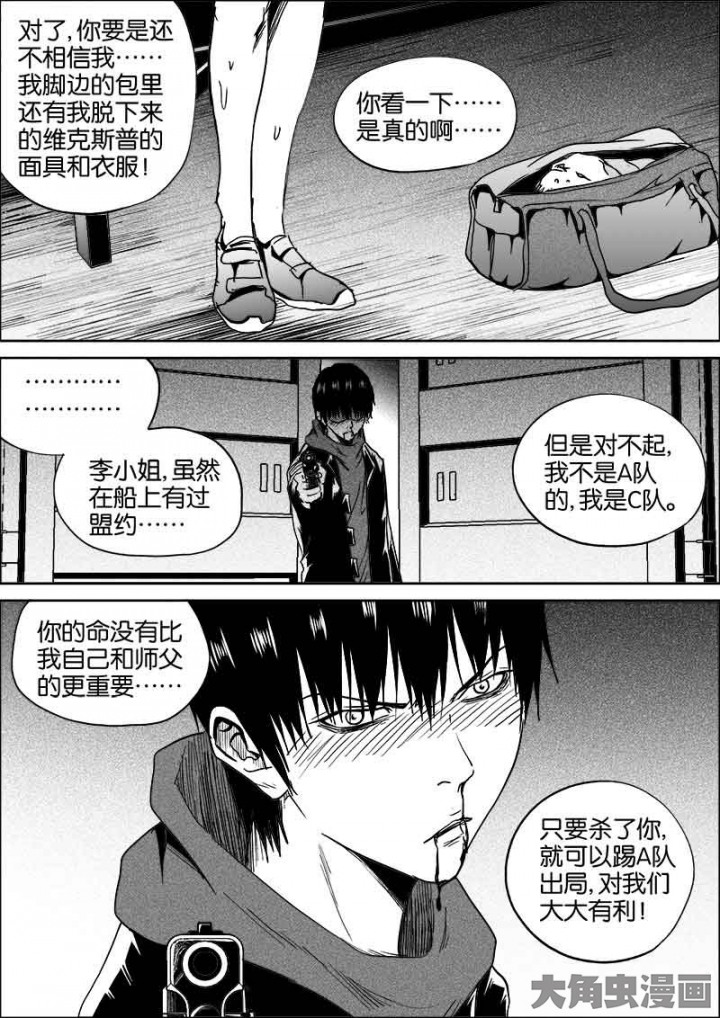 对了,你要是还
不相信我……
我脚边的包里
还有我脱下来
的维克斯普的
面具和衣服!
你看一下……
是真的啊……
…………
…………
李小姐,虽然
在船上有过
盟约……
但是对不起,
我不是A队
的,我是C队。
你的命没有比
我自己和师父
的更重要……
只要杀了你,
就可以踢A队
出局,对我们
大大有利!
大角虫漫画